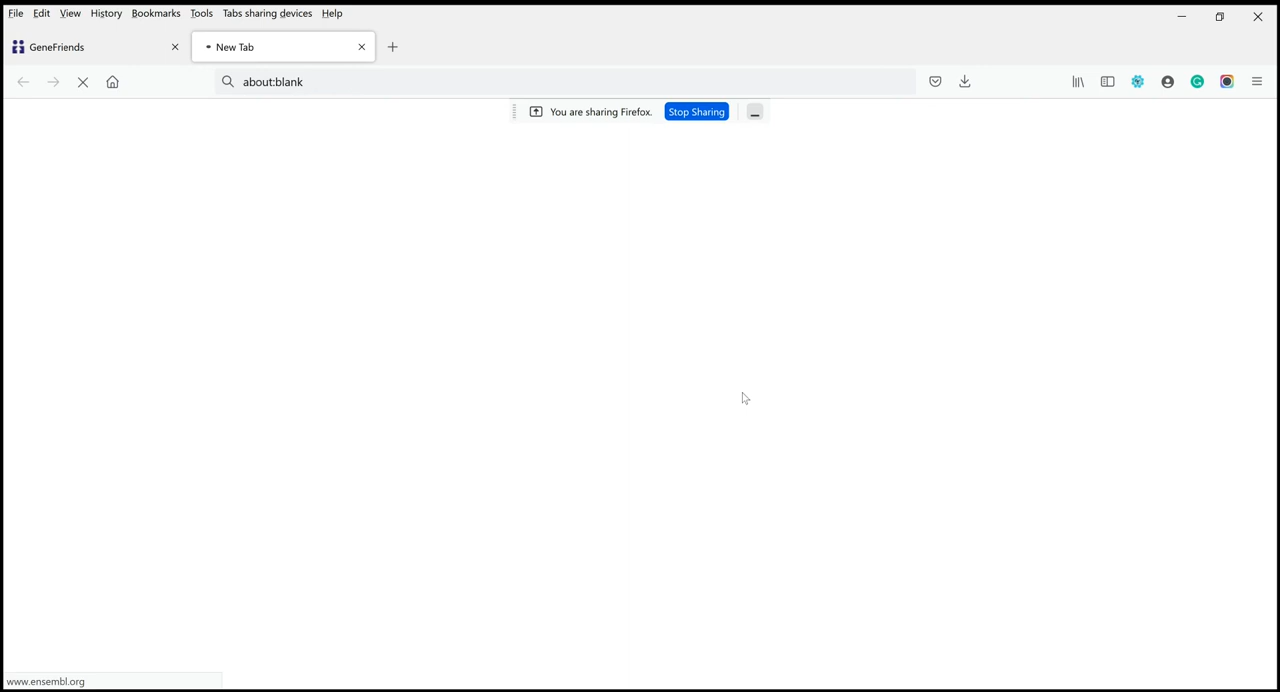 File Edit View History Bookmarks Tools Tabs sharing devices Help
GeneFriends New Tab
about:blank
You are sharing Firefox. Stop Sharing
www.ensembl.org